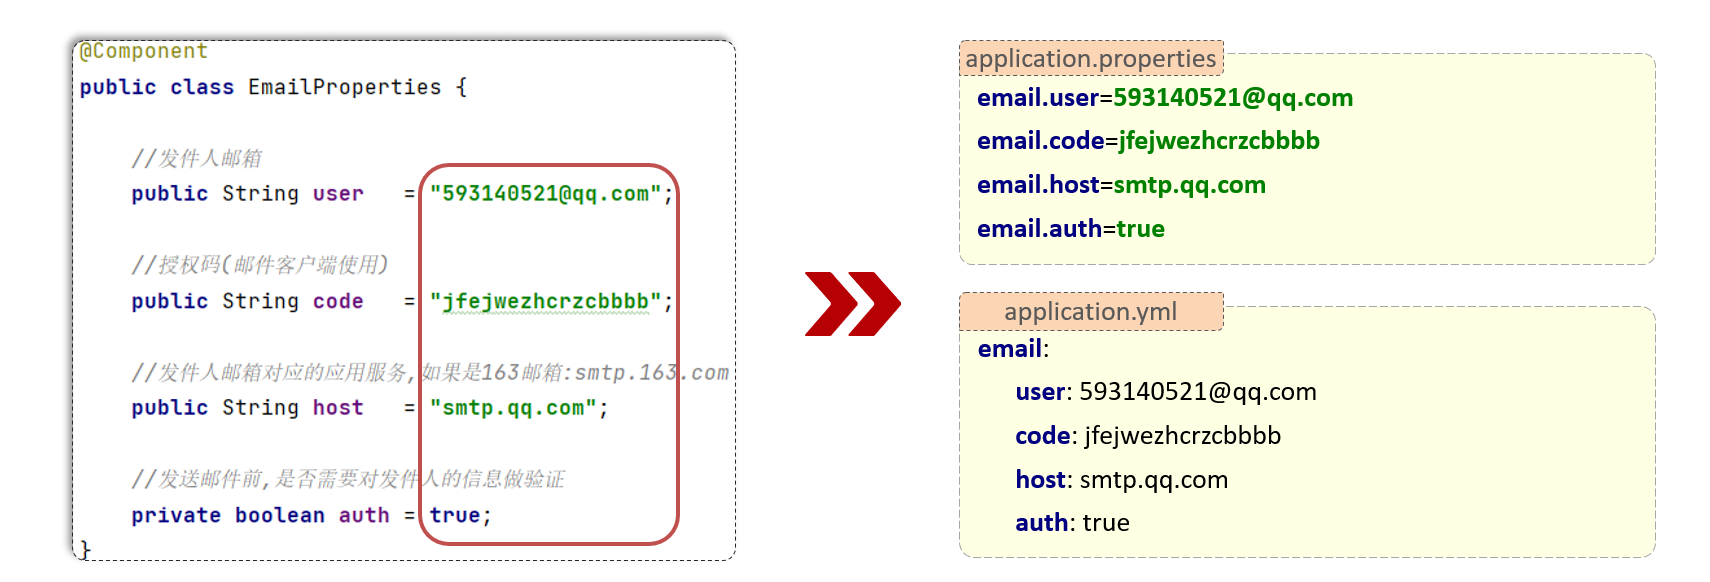 @Component
public class EmailProperties {
//发件人邮箱
public String user = "593140521@qq.com";
//授权码(邮件客户端使用)
public String code = "jfejwezhcrzcbbbb";
//发件人邮箱对应的应用服务,如果是163邮箱:smtp.163.com
public String host = "smtp.qq.com";
//发送邮件前,是否需要对发件人的信息做验证
private boolean auth = true;
}
application.properties
email.user=593140521@qq.com
email.code=jfejwezhcrzcbbbb
email.host=smtp.qq.com
email.auth=true
application.yml
email:
user: 593140521@qq.com
code: jfejwezhcrzcbbbb
host: smtp.qq.com
auth: true